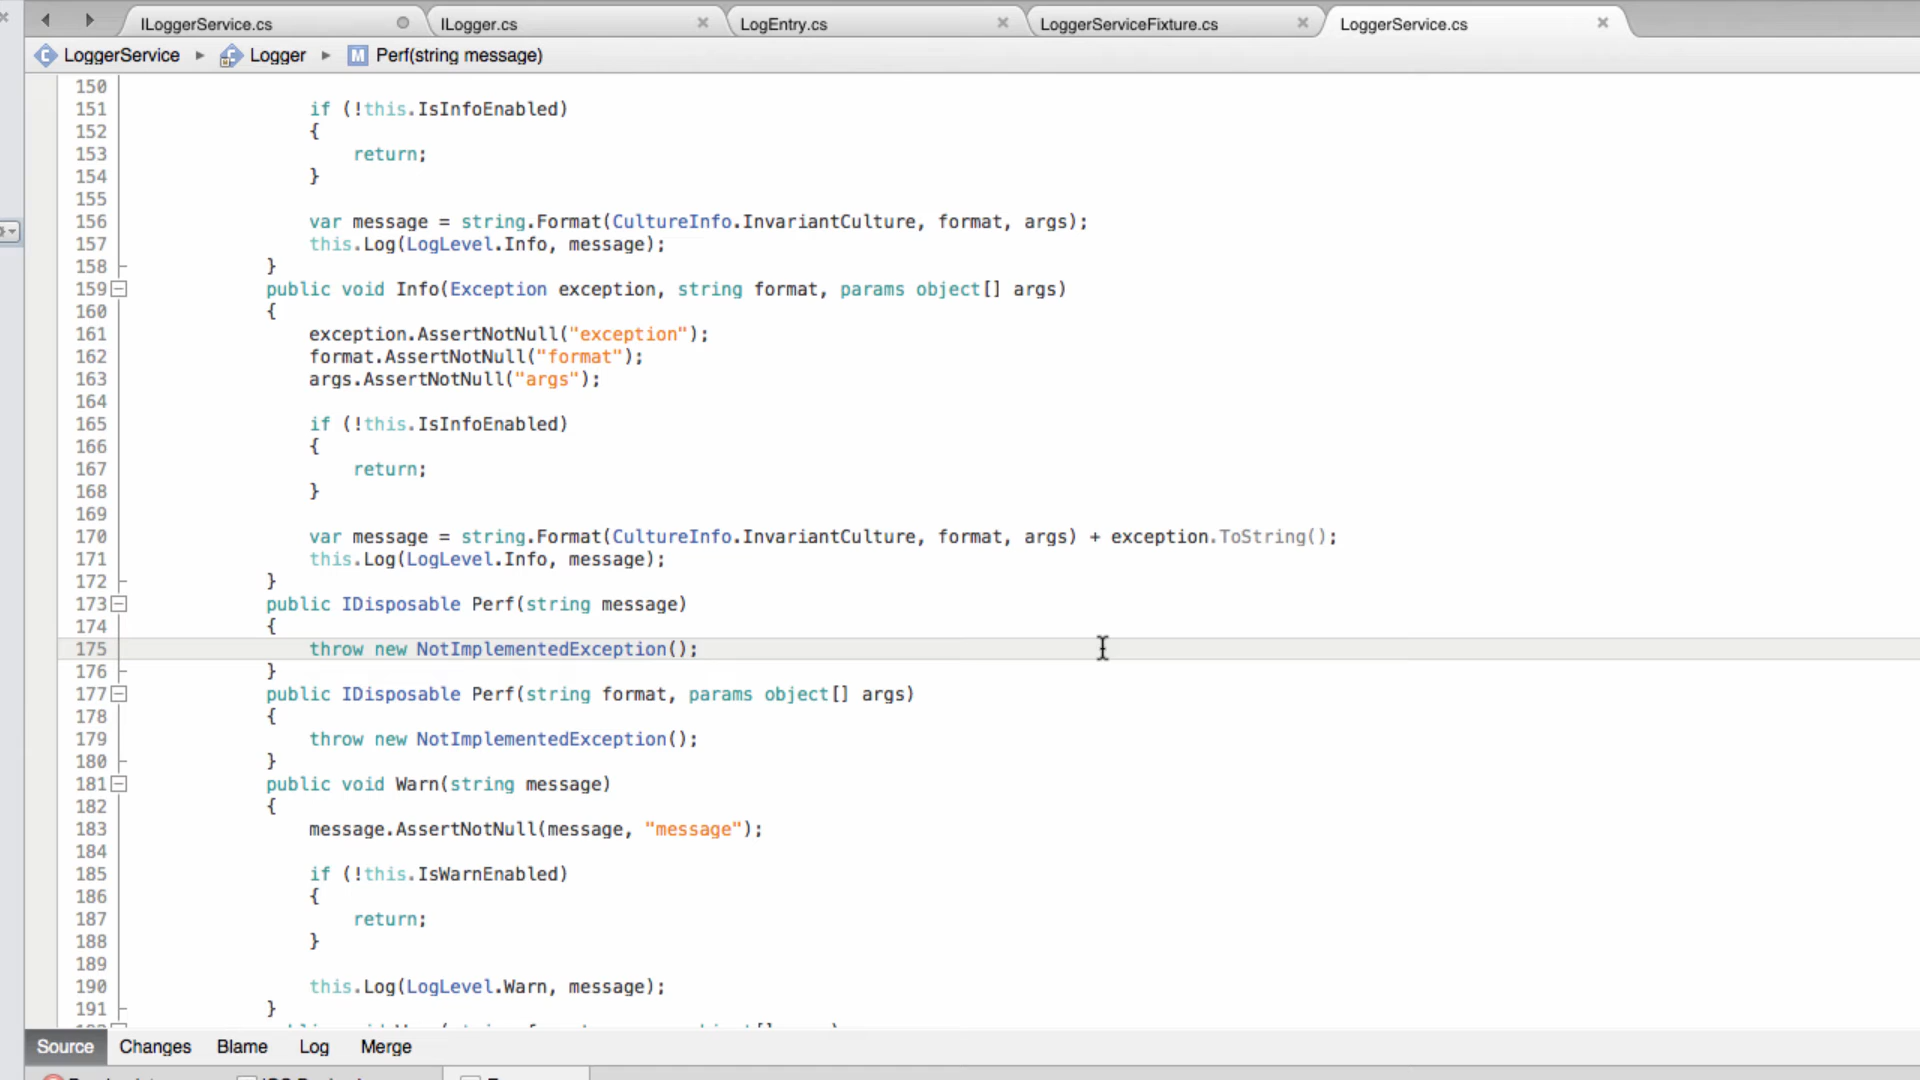 ILoggerService.cs
ILogger.cs
LogEntry.cs
LoggerServiceFixture.cs
LoggerService.cs
LoggerService
Logger
M
Perf(string message)
150
151 if (!this.IsInfoEnabled)
152 {
153 return;
154 }
155
156 var message = string.Format(CultureInfo.InvariantCulture, format, args);
157 this.Log(LogLevel.Info, message);
158 }
159 public void Info(Exception exception, string format, params object[] args)
160 {
161 exception.AssertNotNull("exception");
162 format.AssertNotNull("format");
163 args.AssertNotNull("args");
164
165 if (!this.IsInfoEnabled)
166 {
167 return;
168 }
169
170 var message = string.Format(CultureInfo.InvariantCulture, format, args) + exception.ToString();
171 this.Log(LogLevel.Info, message);
172 }
173 public IDisposable Perf(string message)
174 {
175 throw new NotImplementedException();
176 }
177 public IDisposable Perf(string format, params object[] args)
178 {
179 throw new NotImplementedException();
180 }
181 public void Warn(string message)
182 {
183 message.AssertNotNull(message, "message");
184
185 if (!this.IsWarnEnabled)
186 {
187 return;
188 }
189
190 this.Log(LogLevel.Warn, message);
191 }
Source
Changes
Blame
Log
Merge